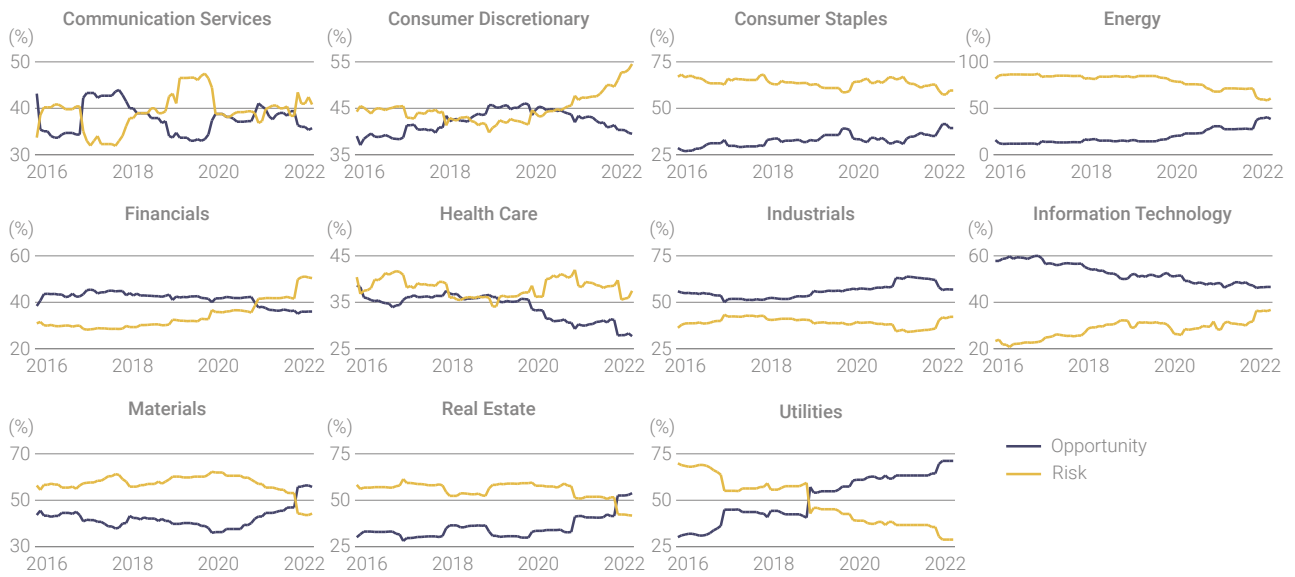 Communication Services
(%)
50
40
30
2016 2018 2020 2022
Consumer Discretionary
(%)
55
45
35
2016 2018 2020 2022
Consumer Staples
(%)
75
50
25
2016 2018 2020 2022
Energy
(%)
100
50
0
2016 2018 2020 2022
Financials
(%)
60
40
20
2016 2018 2020 2022
Health Care
(%)
45
35
25
2016 2018 2020 2022
Industrials
(%)
75
50
25
2016 2018 2020 2022
Information Technology
(%)
60
40
20
2016 2018 2020 2022
Materials
(%)
70
50
30
2016 2018 2020 2022
Real Estate
(%)
75
50
25
2016 2018 2020 2022
Utilities
(%)
75
50
25
2016 2018 2020 2022
Opportunity
Risk